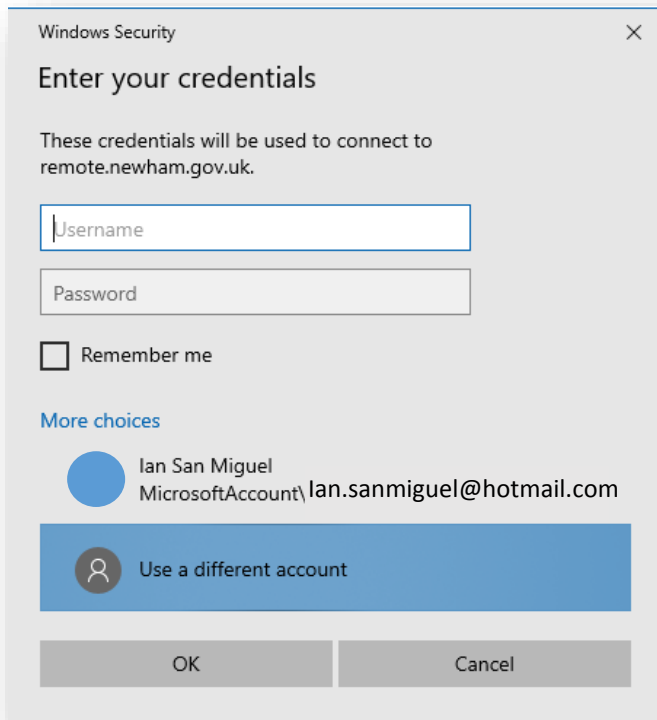 Windows Security
Enter your credentials
These credentials will be used to connect to
remote.newham.gov.uk.
Username
Password
Remember me
More choices
Ian San Miguel
MicrosoftAccount\Ian.sanmiguel@hotmail.com
Use a different account
OK Cancel